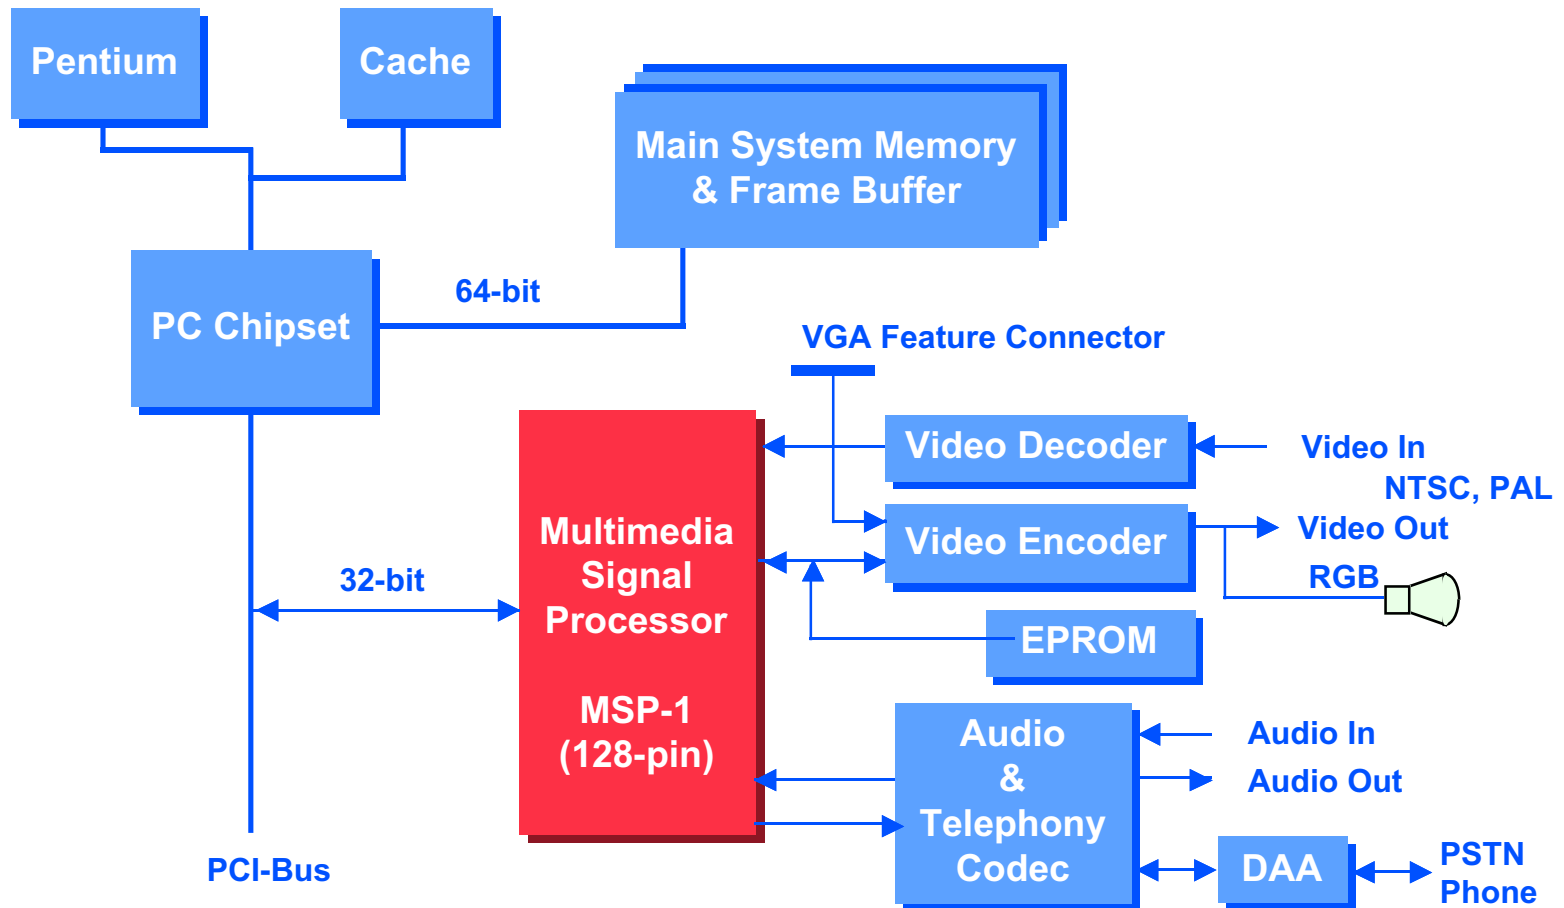 Pentium
Cache
Main System Memory
& Frame Buffer
64-bit
PC Chipset
VGA Feature Connector
Video Decoder
Video In
NTSC, PAL
Video Encoder
Video Out
RGB
32-bit
Multimedia
Signal
Processor
MSP-1
(128-pin)
EPROM
Audio
&
Telephony
Codec
Audio In
Audio Out
DAA
PSTN
Phone
PCI-Bus